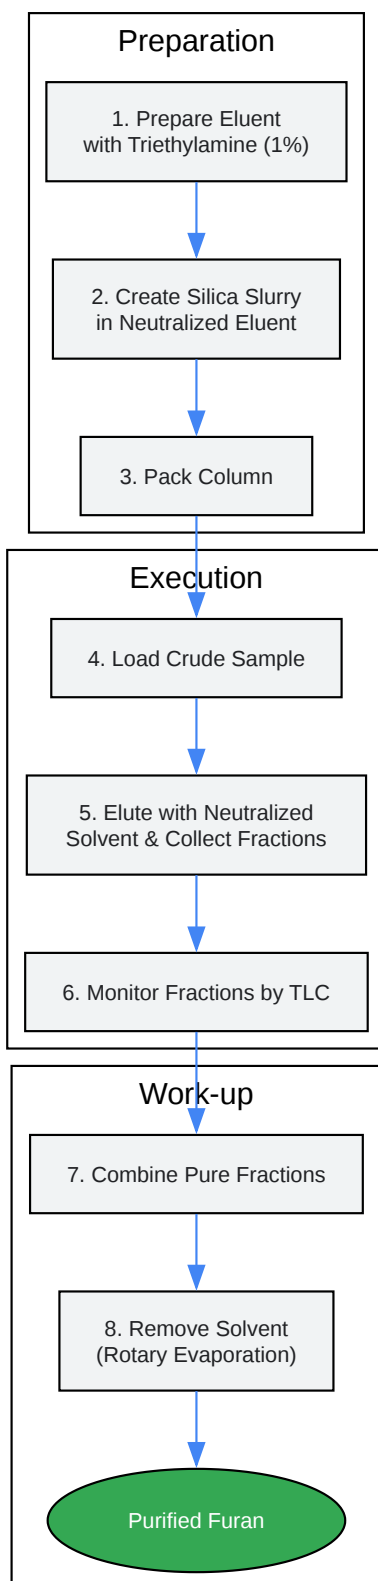 Preparation
1. Prepare Eluent
with Triethylamine (1%)
2. Create Silica Slurry
in Neutralized Eluent
3. Pack Column
Execution
4. Load Crude Sample
5. Elute with Neutralized
Solvent & Collect Fractions
6. Monitor Fractions by TLC
Work-up
7. Combine Pure Fractions
8. Remove Solvent
(Rotary Evaporation)
Purified Furan